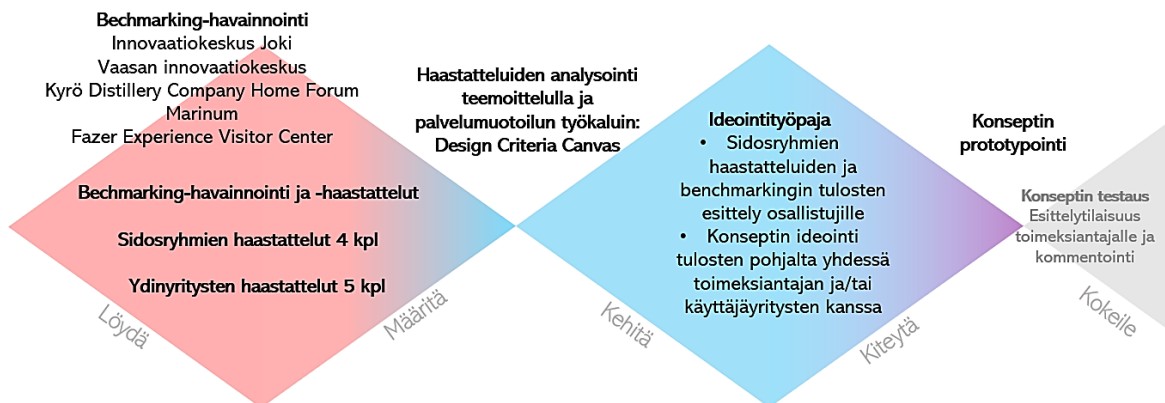 Bechmarking-havainnointi
Innovaatiokeskus Joki
Vaasan innovaatiokeskus
Kyrö Distillery Company Home Forum
Marinum
Fazer Experience Visitor Center
Bechmarking-havainnointi ja -haastattelut
Sidosryhmien haastattelut 4 kpl
Ydinyritysten haastattelut 5 kpl
Löydä
Määritä
Haastatteluiden analysointi
teemoittelulla ja
palvelumuotoilun työkaluin:
Design Criteria Canvas
Ideointityöpaja
• Sidosryhmien
haastatteluiden ja
benchmarkingin tulosten
esittely osallistujille
• Konseptin ideointi
tulosten pohjalta yhdessä
toimeksiantajan ja/tai
käyttäjäyritysten kanssa
Kehitä
Kiteytä
Konseptin
prototypointi
Konseptin testaus
Esittelytilaisuus
toimeksiantajalle ja
kommentointi
Kokeile